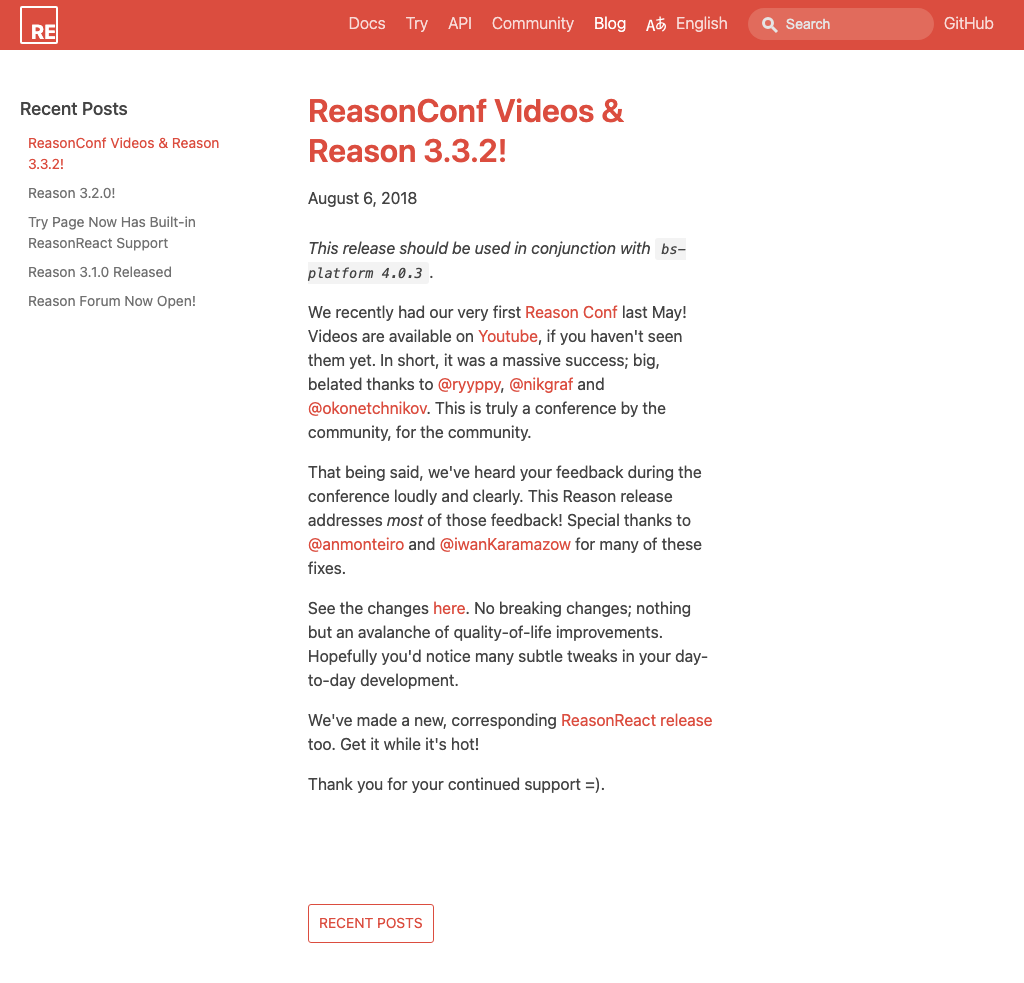 RE
Docs Try API Community Blog Aあ English Search GitHub
Recent Posts
ReasonConf Videos & Reason
3.3.2!
Reason 3.2.0!
Try Page Now Has Built-in
ReasonReact Support
Reason 3.1.0 Released
Reason Forum Now Open!
ReasonConf Videos &
Reason 3.3.2!
August 6, 2018
This release should be used in conjunction with bs-
platform 4.0.3 .
We recently had our very first Reason Conf last May!
Videos are available on Youtube, if you haven't seen
them yet. In short, it was a massive success; big,
belated thanks to @ryyppy, @nikgraf and
@okonetchnikov. This is truly a conference by the
community, for the community.
That being said, we've heard your feedback during the
conference loudly and clearly. This Reason release
addresses most of those feedback! Special thanks to
@anmonteiro and @iwanKaramazow for many of these
fixes.
See the changes here. No breaking changes; nothing
but an avalanche of quality-of-life improvements.
Hopefully you'd notice many subtle tweaks in your day-
to-day development.
We've made a new, corresponding ReasonReact release
too. Get it while it's hot!
Thank you for your continued support =).
RECENT POSTS